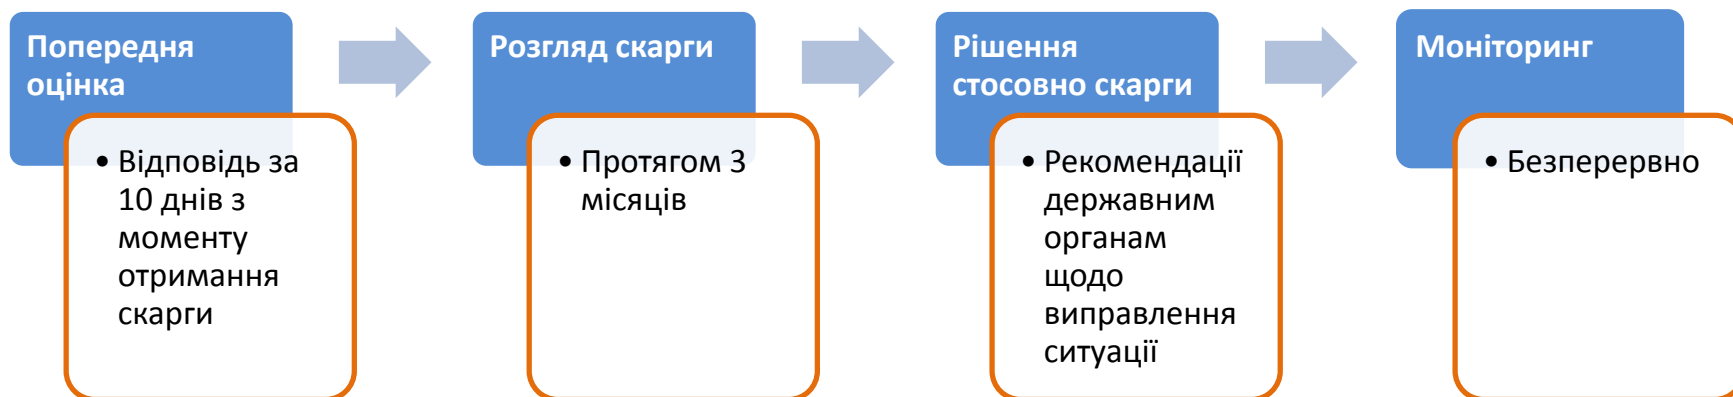 Попередня
оцінка
• Відповідь за
10 днів з
моменту
отримання
скарги
Розгляд скарги
• Протягом 3
місяців
Рішення
стосовно скарги
• Рекомендації
державним
органам
щодо
виправлення
ситуації
Моніторинг
• Безперервно